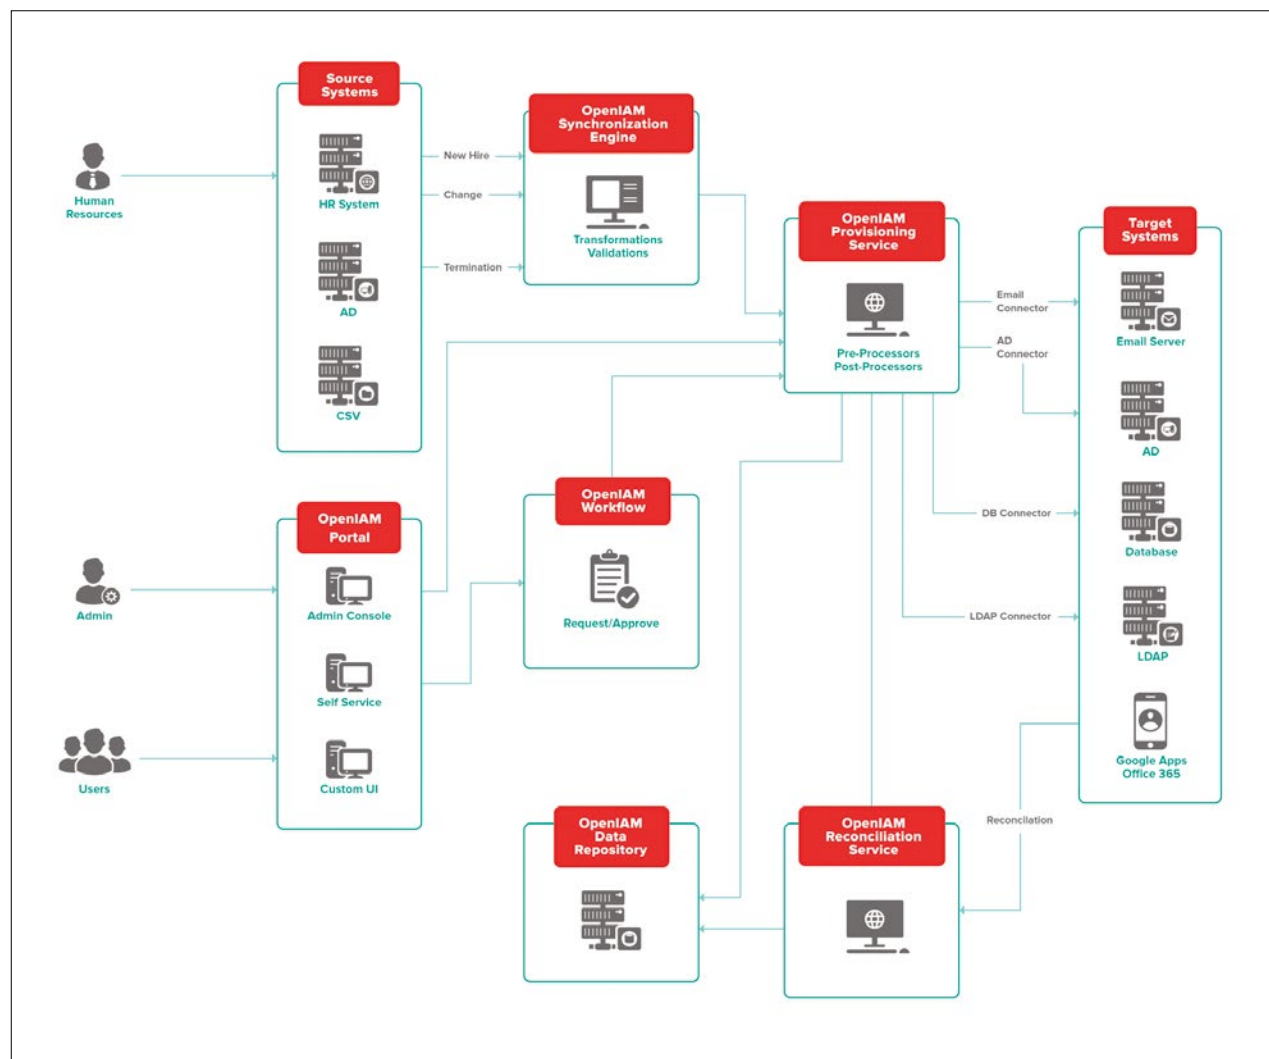 Source
Systems
HR System
AD
CSV
Human
Resources
New Hire
Change
Termination
OpenIAM
Synchronization
Engine
Transformations
Validations
OpenIAM
Provisioning
Service
Pre-Processors
Post-Processors
Email
Connector
AD
Connector
DB Connector
LDAP Connector
Target
Systems
Email Server
AD
Database
LDAP
Google Apps
Office 365
Admin
Users
OpenIAM
Portal
Admin Console
Self Service
Custom UI
OpenIAM
Workflow
Request/Approve
OpenIAM
Data
Repository
OpenIAM
Reconciliation
Service
Reconcilation